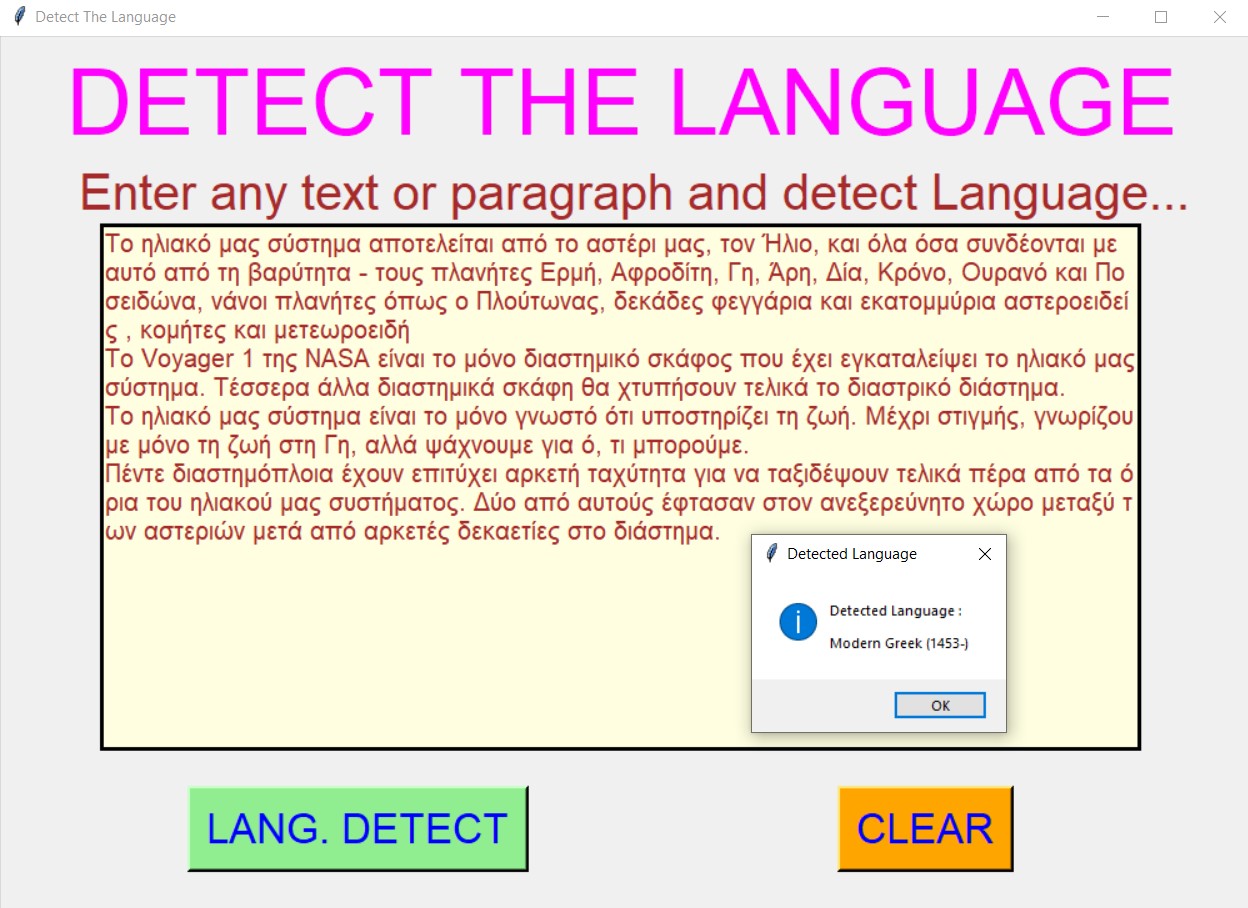 Detect The Language
DETECT THE LANGUAGE
Enter any text or paragraph and detect Language...
Το ηλιακό μας σύστημα αποτελείται από το αστέρι μας, τον Ήλιο, και όλα όσα συνδέονται με
αυτό από τη βαρύτητα - τους πλανήτες Ερμή, Αφροδίτη, Γη, Άρη, Δία, Κρόνο, Ουρανό και Πο
σειδώνα, νάνοι πλανήτες όπως ο Πλούτωνας, δεκάδες φεγγάρια και εκατομμύρια αστεροειδεί
ς , κομήτες και μετεωροειδή
Το Voyager 1 της NASA είναι το μόνο διαστημικό σκάφος που έχει εγκαταλείψει το ηλιακό μας
σύστημα. Τέσσερα άλλα διαστημικά σκάφη θα χτυπήσουν τελικά το διαστρικό διάστημα.
Το ηλιακό μας σύστημα είναι το μόνο γνωστό ότι υποστηρίζει τη ζωή. Μέχρι στιγμής, γνωρίζου
με μόνο τη ζωή στη Γη, αλλά ψάχνουμε για ό, τι μπορούμε.
Πέντε διαστημόπλοια έχουν επιτύχει αρκετή ταχύτητα για να ταξιδέψουν τελικά πέρα από τα ό
ρια του ηλιακού μας συστήματος. Δύο από αυτούς έφτασαν στον ανεξερεύνητο χώρο μεταξύ τ
ων αστεριών μετά από αρκετές δεκαετίες στο διάστημα.
Detected Language
Detected Language :
Modern Greek (1453-)
OK
LANG. DETECT
CLEAR